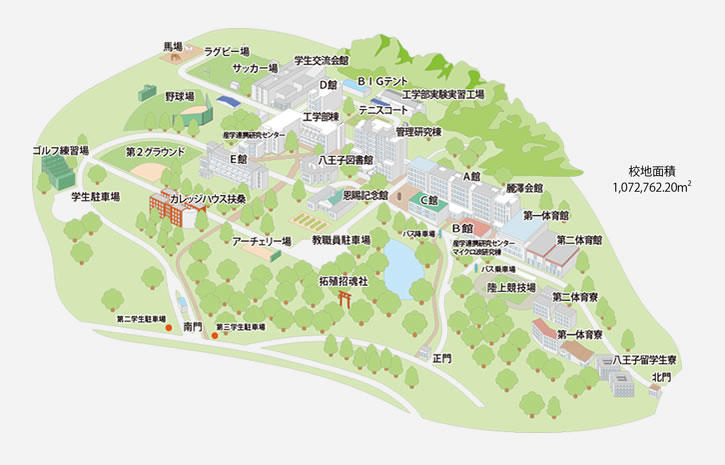 馬場
ラグビー場
サッカー場
学生交流会館
BIGテント
D館
工学部実験実習工場
野球場
テニスコート
工学部棟
産学連携研究センター
管理研究棟
ゴルフ練習場
第2グラウンド
E館
八王子図書館
校地面積
1,072,762.20m²
A館
麗澤会館
学生駐車場
カレッジハウス扶桑
恩賜記念館
C館
第一体育館
B館
バス降車場
アーチェリー場
教職員駐車場
産学連携研究センター
マイクロ波研究棟
第二体育館
バス乗車場
拓殖招魂社
陸上競技場
第二体育寮
第二学生駐車場
南門
第三学生駐車場
第一体育寮
正門
八王子留学生寮
北門